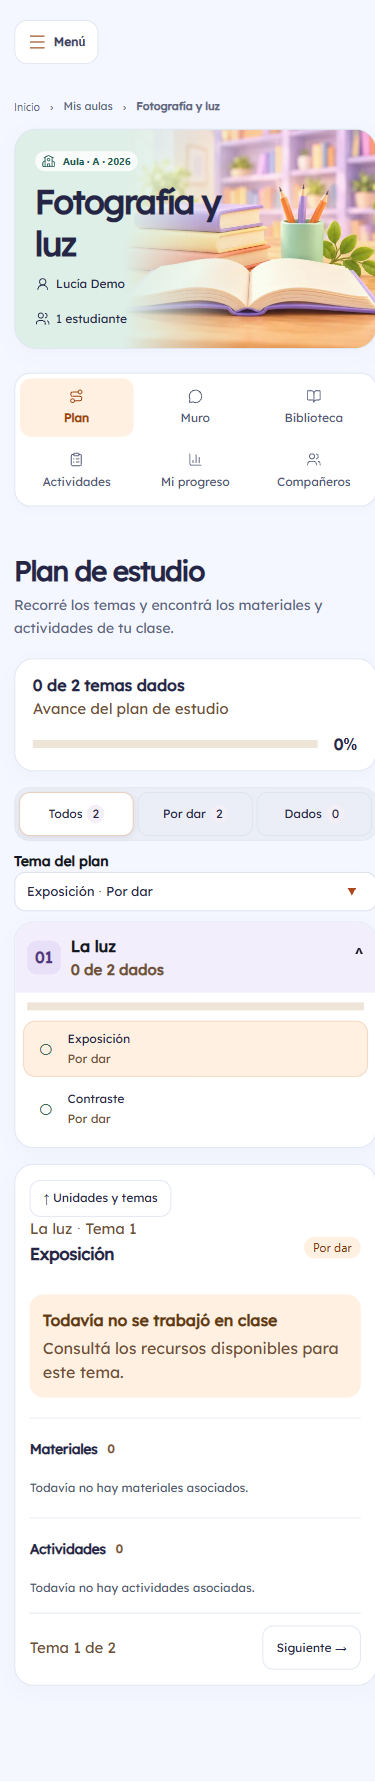 Menú
Inicio › Mis aulas › Fotografía y luz
Aula · A · 2026
Fotografía y
luz
Lucía Demo
1 estudiante
Plan
Muro
Biblioteca
Actividades
Mi progreso
Compañeros
Plan de estudio
Recorré los temas y encontrá los materiales y
actividades de tu clase.
0 de 2 temas dados
Avance del plan de estudio
0%
Todos 2
Por dar 2
Dados 0
Tema del plan
Exposición · Por dar
01
La luz
0 de 2 dados
Exposición
Por dar
Contraste
Por dar
↑ Unidades y temas
La luz · Tema 1
Exposición
Por dar
Todavía no se trabajó en clase
Consultá los recursos disponibles para
este tema.
Materiales 0
Todavía no hay materiales asociados.
Actividades 0
Todavía no hay actividades asociadas.
Tema 1 de 2
Siguiente →